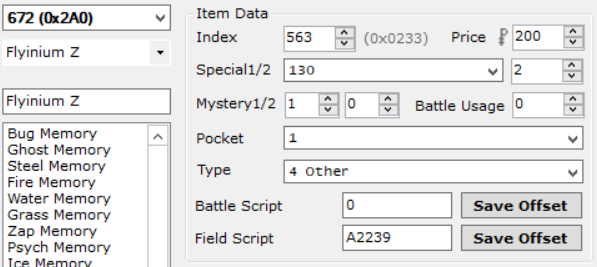 672 (0x2A0)
Flyinium Z
Flyinium Z
Bug Memory
Ghost Memory
Steel Memory
Fire Memory
Water Memory
Grass Memory
Zap Memory
Psych Memory
Ice Memory
Item Data
Index 563 (0x0233) Price ₽ 200
Special1/2 130 2
Mystery1/2 1 0 Battle Usage 0
Pocket 1
Type 4 Other
Battle Script 0 Save Offset
Field Script A2239 Save Offset